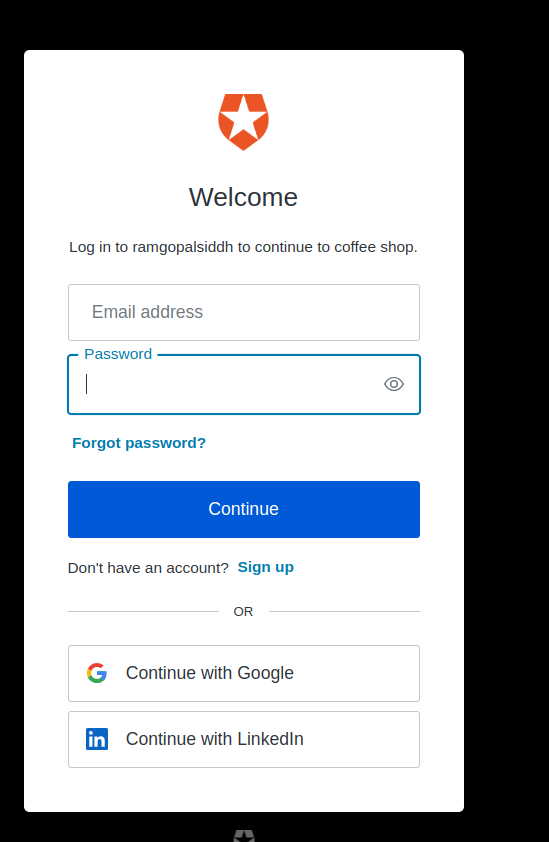 Welcome
Log in to ramgopalsiddh to continue to coffee shop.
Email address
Password
Forgot password?
Continue
Don't have an account? Sign up
OR
Continue with Google
in Continue with LinkedIn